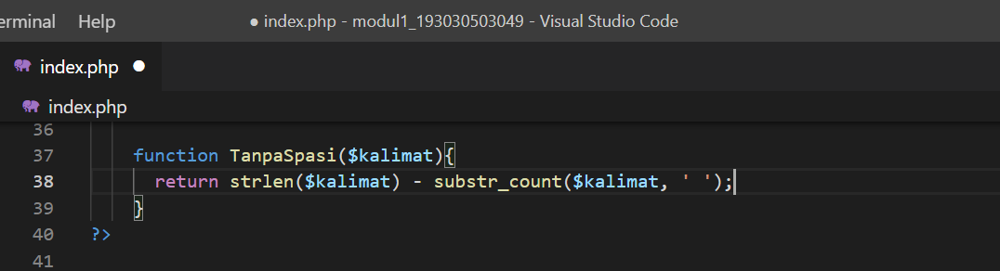 erminal Help ● index.php - modul1_193030503049 - Visual Studio Code
index.php ●
index.php
36
37 function TanpaSpasi($kalimat){
38 return strlen($kalimat) - substr_count($kalimat, ' ');
39 }
40 ?>
41